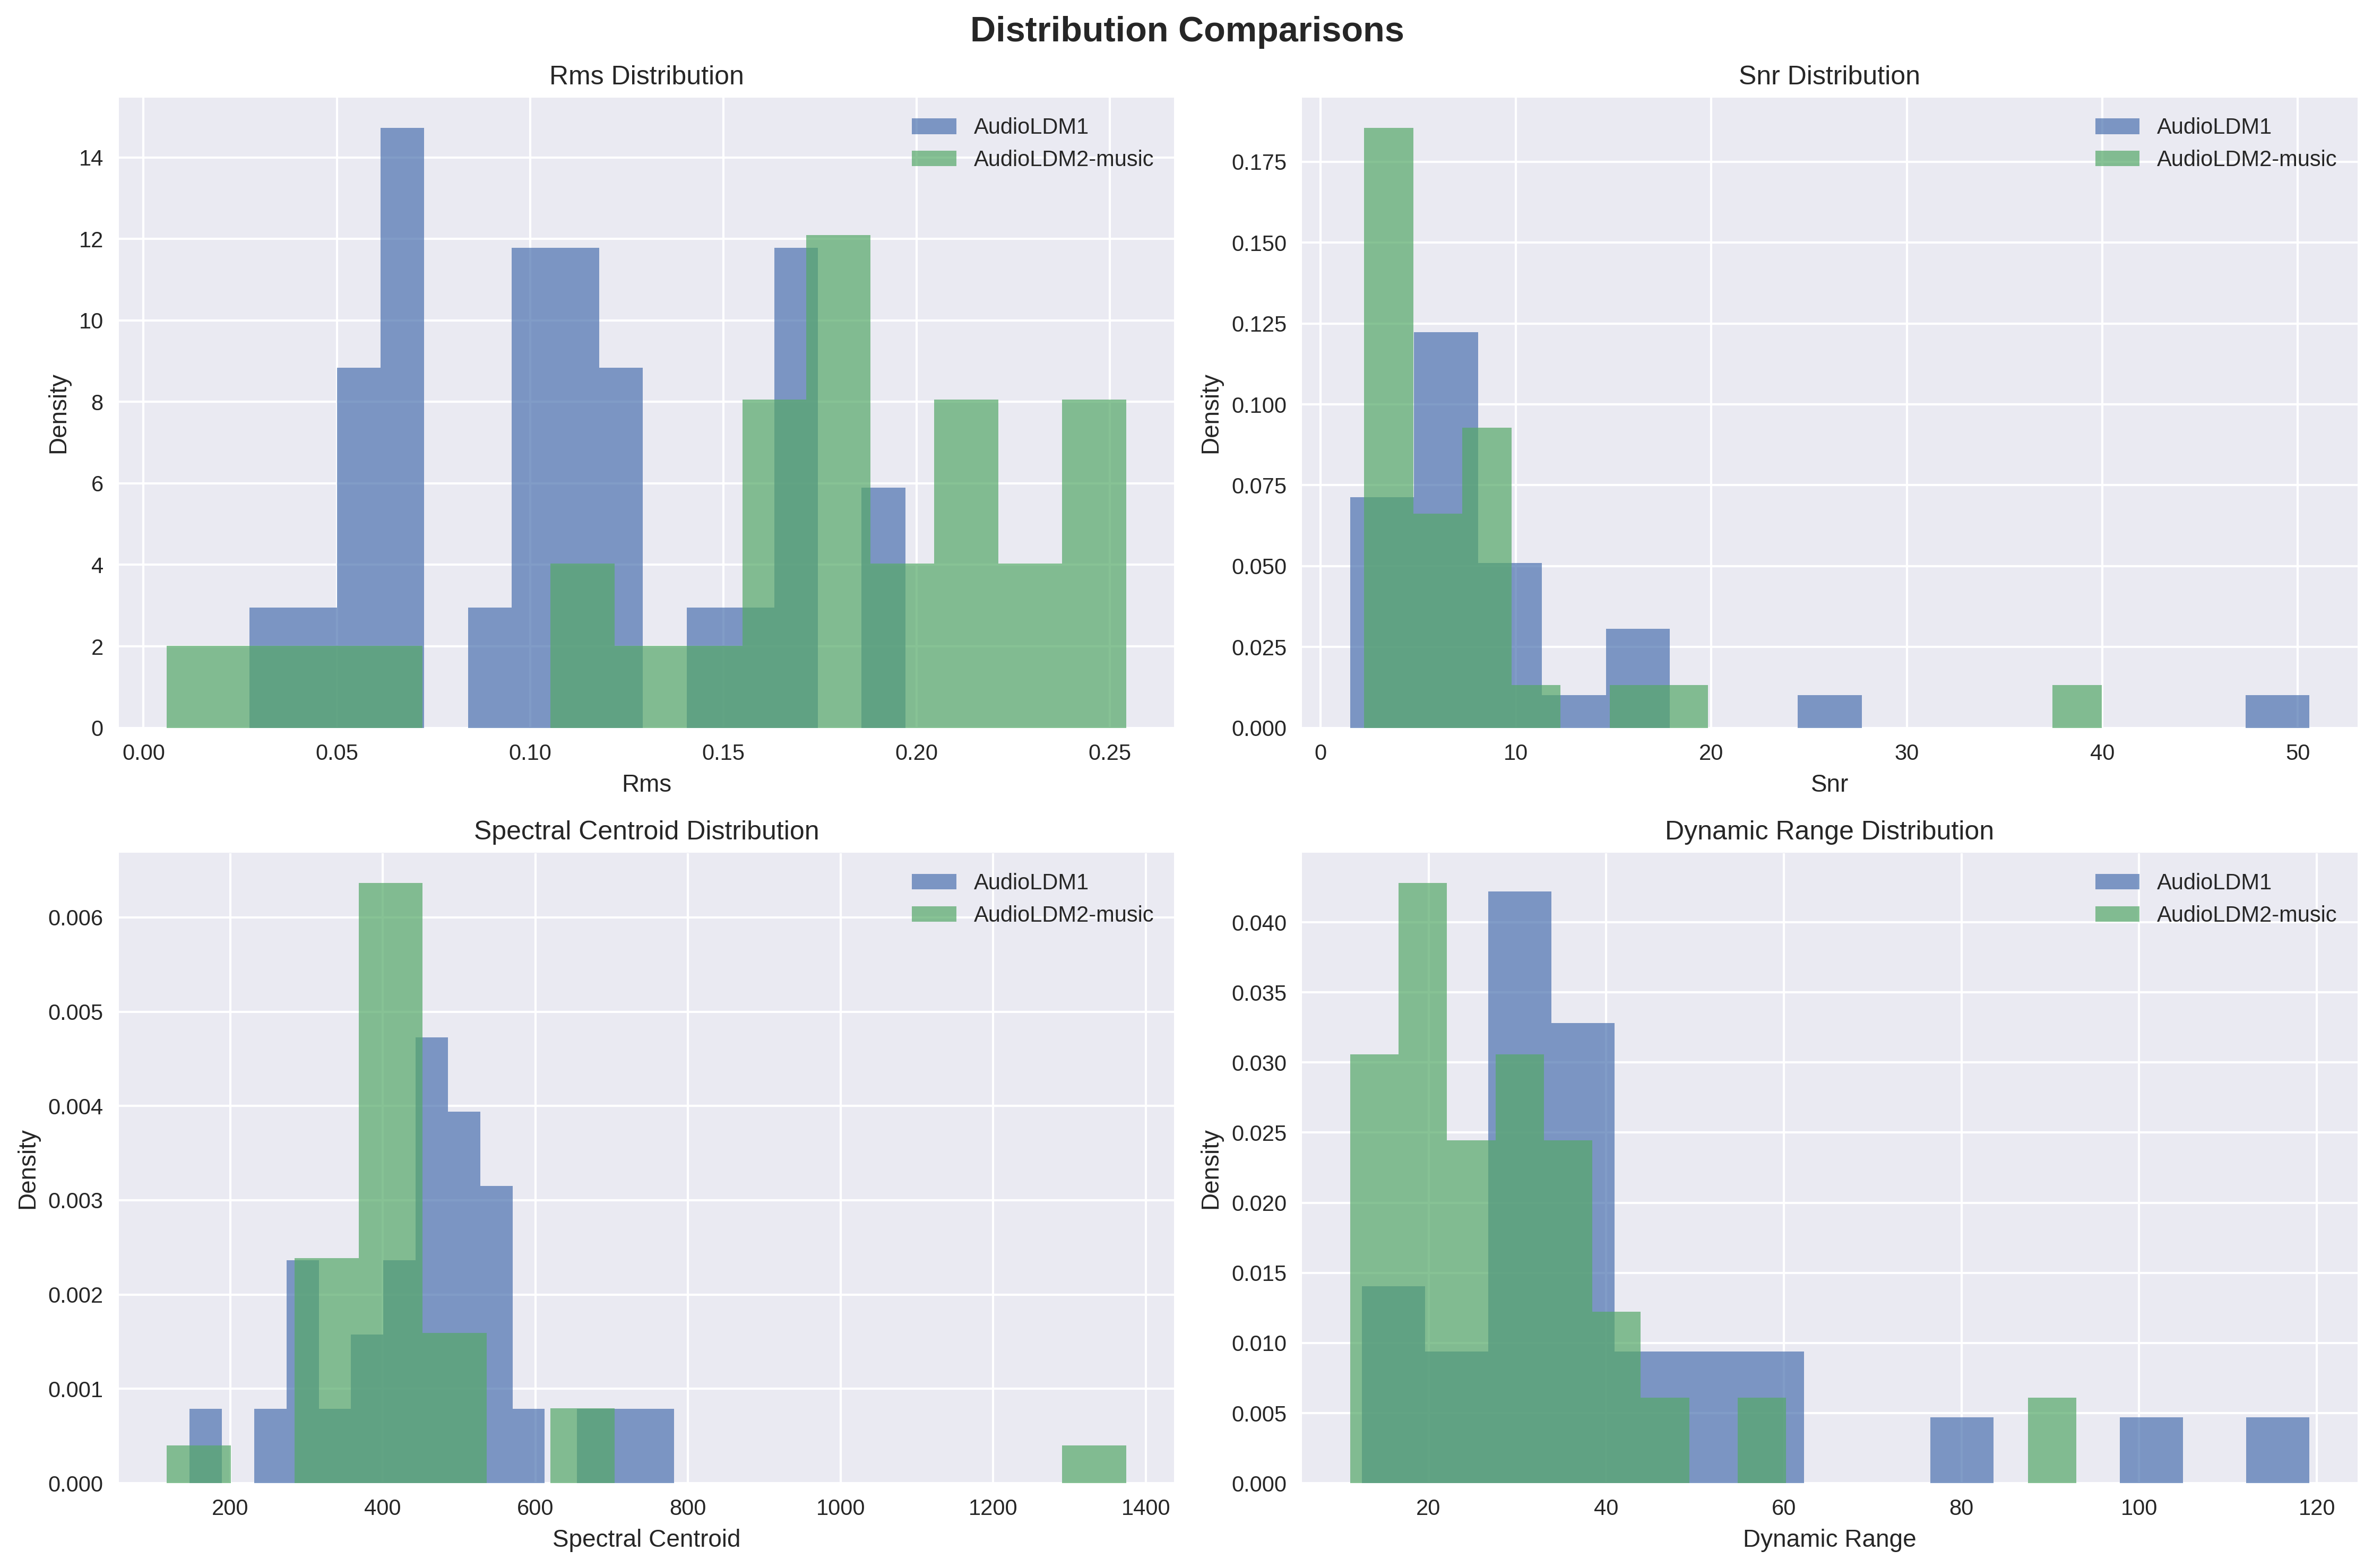 Distribution Comparisons
Rms Distribution
AudioLDM1
AudioLDM2-music
Density
14
12
10
8
6
4
2
0
0.00 0.05 0.10 0.15 0.20 0.25
Rms
Snr Distribution
AudioLDM1
AudioLDM2-music
Density
0.175
0.150
0.125
0.100
0.075
0.050
0.025
0.000
0 10 20 30 40 50
Snr
Spectral Centroid Distribution
AudioLDM1
AudioLDM2-music
Density
0.006
0.005
0.004
0.003
0.002
0.001
0.000
200 400 600 800 1000 1200 1400
Spectral Centroid
Dynamic Range Distribution
AudioLDM1
AudioLDM2-music
Density
0.040
0.035
0.030
0.025
0.020
0.015
0.010
0.005
0.000
20 40 60 80 100 120
Dynamic Range